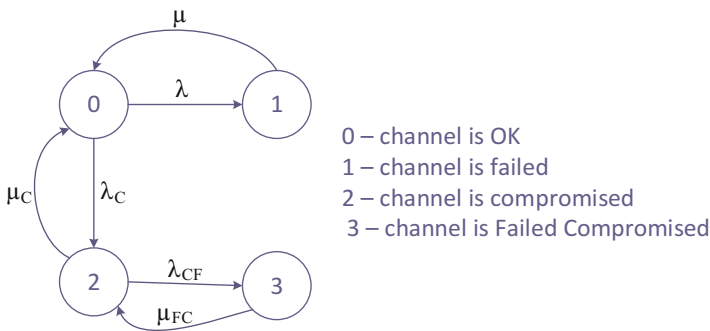 μ
0
λ
1
μC
λC
2
λCF
3
μFC
0 – channel is OK
1 – channel is failed
2 – channel is compromised
3 – channel is Failed Compromised